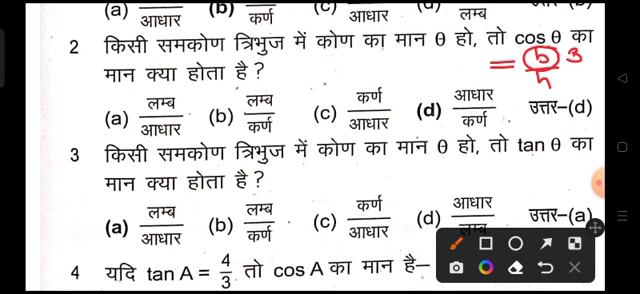 (a) आधार (b) कर्ण (c) आधार (d) लम्ब
2 किसी समकोण त्रिभुज में कोण का मान θ हो, तो cos θ का
मान क्या होता है ?
= b/h
(a) लम्ब/आधार (b) लम्ब/कर्ण (c) कर्ण/आधार (d) आधार/कर्ण उत्तर–(d)
3 किसी समकोण त्रिभुज में कोण का मान θ हो, तो tan θ का
मान क्या होता है ?
(a) लम्ब/आधार (b) लम्ब/कर्ण (c) कर्ण/आधार (d) आधार/लम्ब उत्तर–(a)
4 यदि tan A = 4/3 तो cos A का मान है–